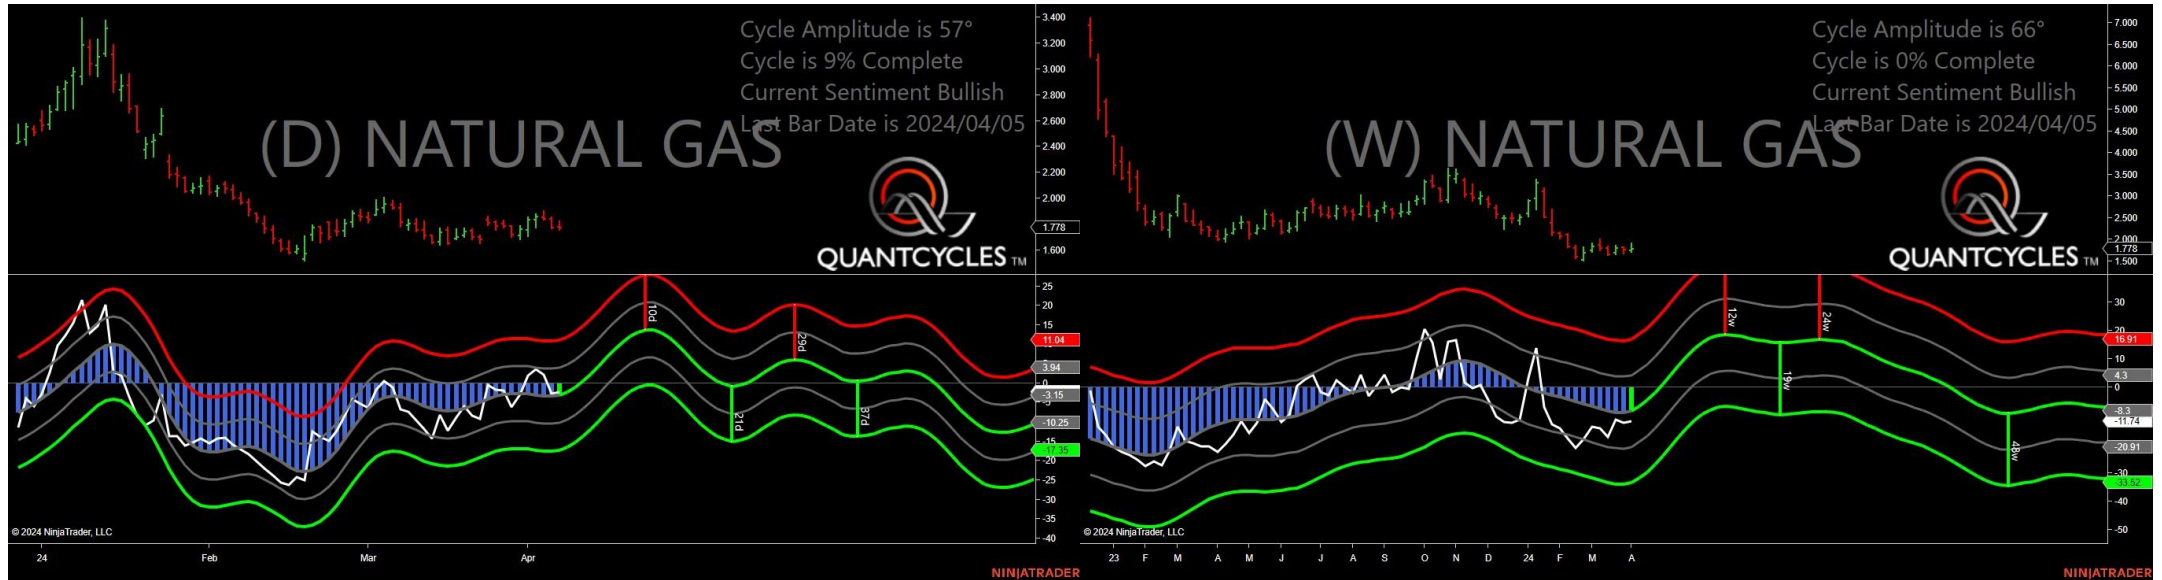 Cycle Amplitude is 57°
Cycle is 9% Complete
Current Sentiment Bullish
Last Bar Date is 2024/04/05
(D) NATURAL GAS
QUANTCYCLES TM
3.400
3.200
3.000
2.800
2.600
2.400
2.200
2.000
1.778
1.600
10d
29d
21d
37d
25
20
15
11.04
3.94
0
-3.15
-5
-10.25
-15
-17.35
-20
-25
-30
-35
-40
© 2024 NinjaTrader, LLC
24 Feb Mar Apr
NINJATRADER
Cycle Amplitude is 66°
Cycle is 0% Complete
Current Sentiment Bullish
Last Bar Date is 2024/04/05
(W) NATURAL GAS
QUANTCYCLES TM
7.000
6.500
6.000
5.500
5.000
4.500
4.000
3.500
3.000
2.500
2.000
1.778
1.500
12w
24w
19w
48w
30
20
16.91
10
4.3
0
-8.3
-11.74
-20.91
-30
-33.52
-40
-50
© 2024 NinjaTrader, LLC
23 F M A M J J A S O N D 24 F M A
NINJATRADER